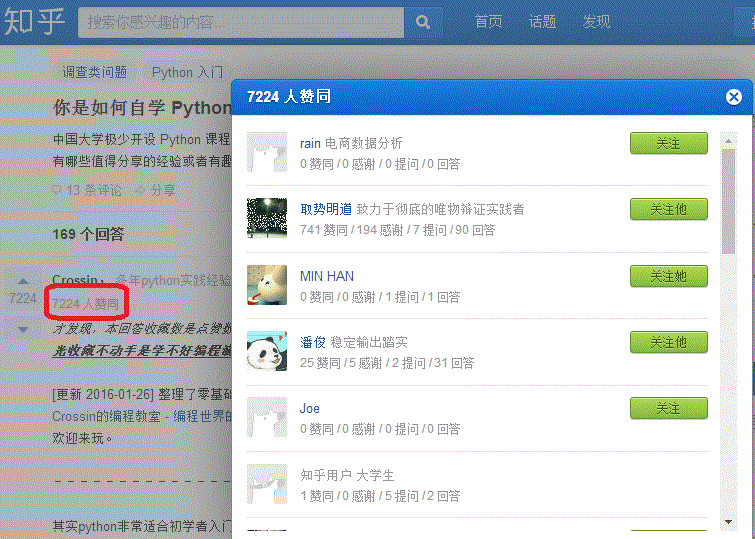 知乎
搜索你感兴趣的内容...
首页 话题 发现
调查类问题 Python 入门
你是如何自学 Python
中国大学极少开设 Python 课程
有哪些值得分享的经验或者有趣
13 条评论 分享
169 个回答
7224
Crossin, 多年python实践经验
7224 人赞同
才发现，本回答收藏数是点赞数
光收藏不动手是学不好编程
[更新 2016-01-26] 整理了零基础
Crossin的编程教室 - 编程世界的
欢迎来玩。
其实python非常适合初学者入门
7224 人赞同
rain 电商数据分析
关注
0 赞同 / 0 感谢 / 0 提问 / 0 回答
取势明道 致力于彻底的唯物辩证实践者
关注他
741 赞同 / 194 感谢 / 7 提问 / 90 回答
MIN HAN
关注她
0 赞同 / 0 感谢 / 1 提问 / 1 回答
潘俊 稳定输出踏实
关注他
25 赞同 / 5 感谢 / 2 提问 / 31 回答
Joe
关注
0 赞同 / 0 感谢 / 0 提问 / 0 回答
知乎用户 大学生
1 赞同 / 0 感谢 / 5 提问 / 2 回答